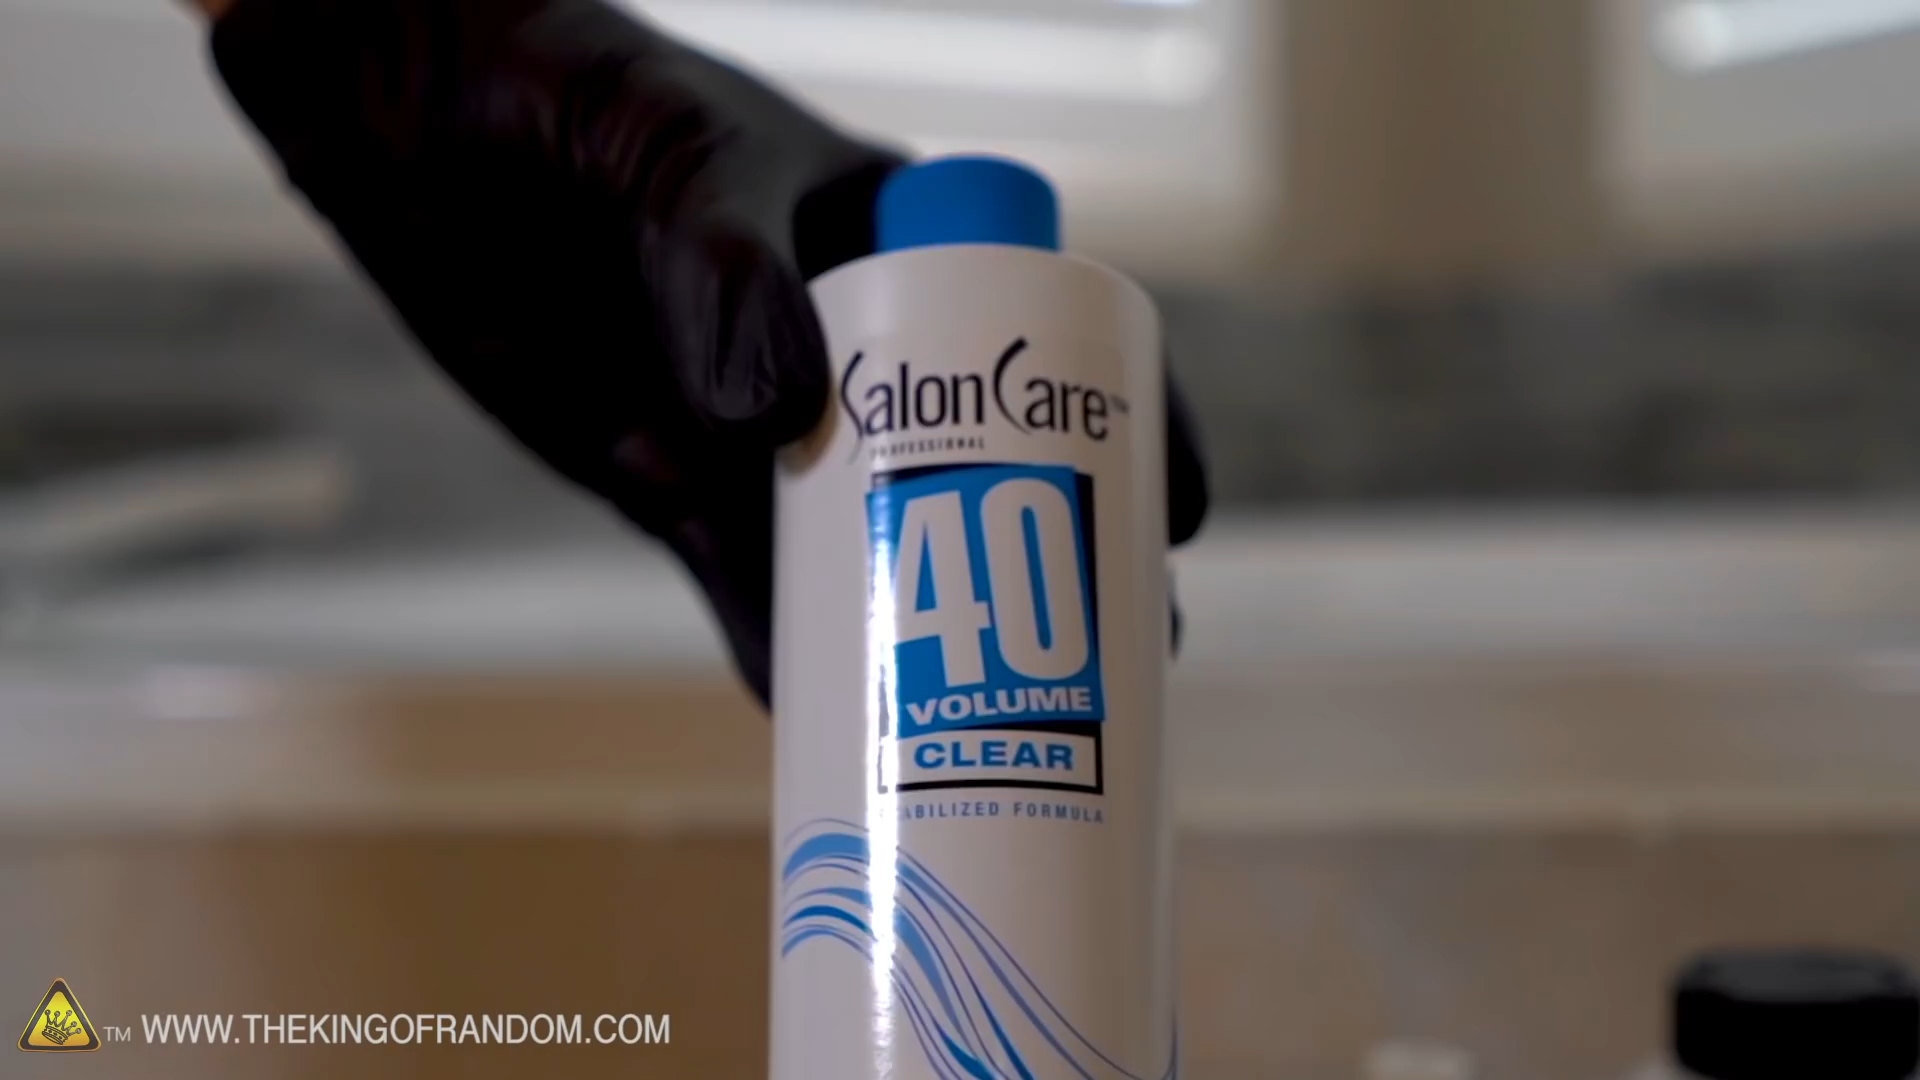 SalonCare™
PROFESSIONAL
40
VOLUME
CLEAR
ABILIZED FORMULA
TM WWW.THEKINGOFRANDOM.COM